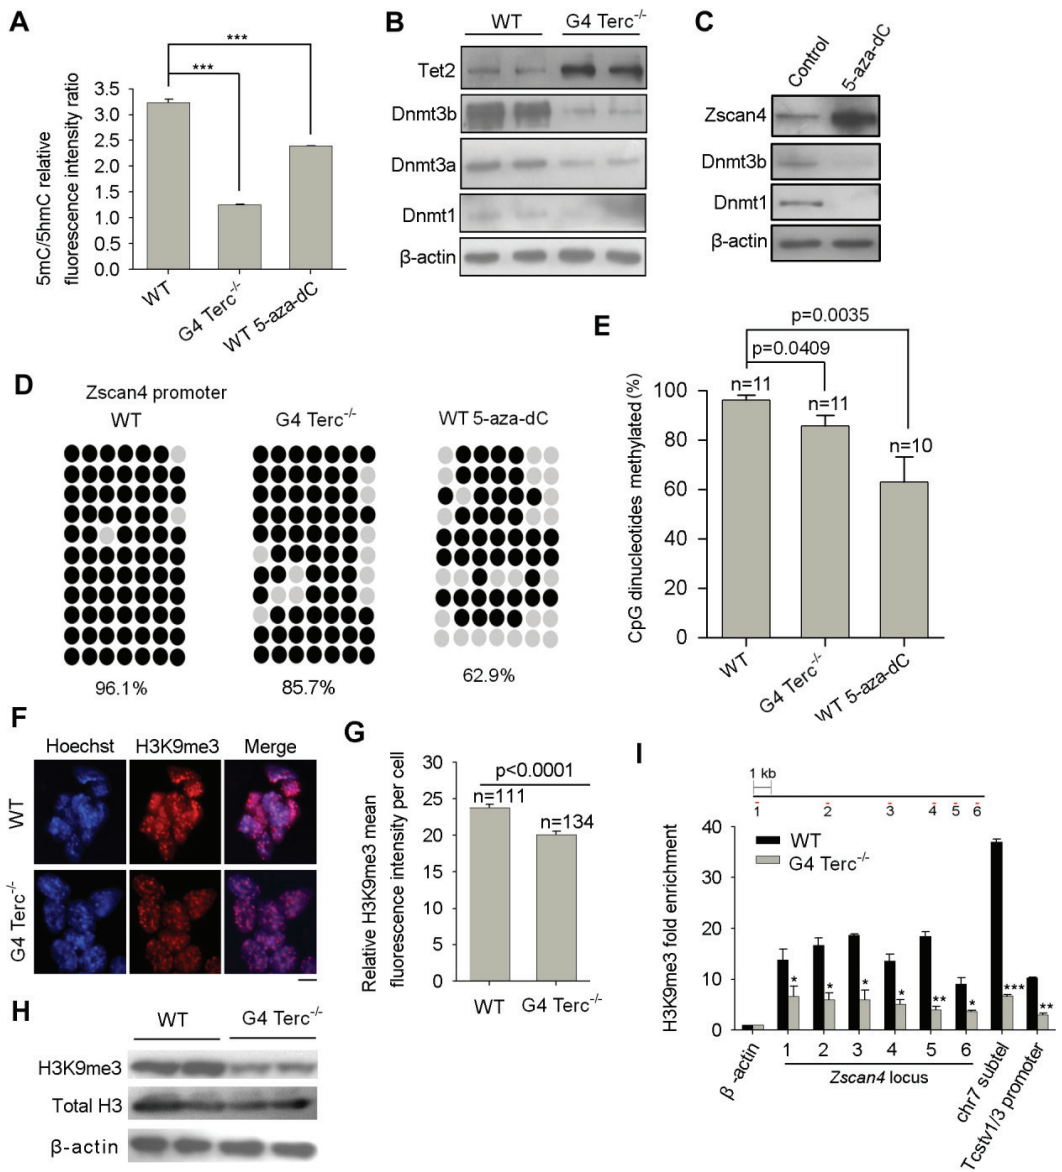 A
***
***
5mC/5hmC relative
fluorescence intensity ratio
3.5
3.0
2.5
2.0
1.5
1.0
0.5
0.0
WT
G4 Terc-/-
WT 5-aza-dC
B
WT
G4 Terc-/-
Tet2
Dnmt3b
Dnmt3a
Dnmt1
β-actin
C
Control
5-aza-dC
Zscan4
Dnmt3b
Dnmt1
β-actin
D
Zscan4 promoter
WT
G4 Terc-/-
WT 5-aza-dC
96.1%
85.7%
62.9%
E
p=0.0035
p=0.0409
n=11
n=11
n=10
CpG dinucleotides methylated (%)
100
80
60
40
20
0
WT
G4 Terc-/-
WT 5-aza-dC
F
Hoechst
H3K9me3
Merge
WT
G4 Terc-/-
G
Relative H3K9me3 mean
fluorescence intensity per cell
p<0.0001
n=111
n=134
30
25
20
15
10
5
0
WT
G4 Terc-/-
H
WT
G4 Terc-/-
H3K9me3
Total H3
β-actin
I
1 kb
1 2 3 4 5 6
H3K9me3 fold enrichment
40
30
20
10
0
WT
G4 Terc-/-
* * * * ** * *** **
β -actin
1 2 3 4 5 6
Zscan4 locus
chr7 subtel
Tcstv1/3 promoter